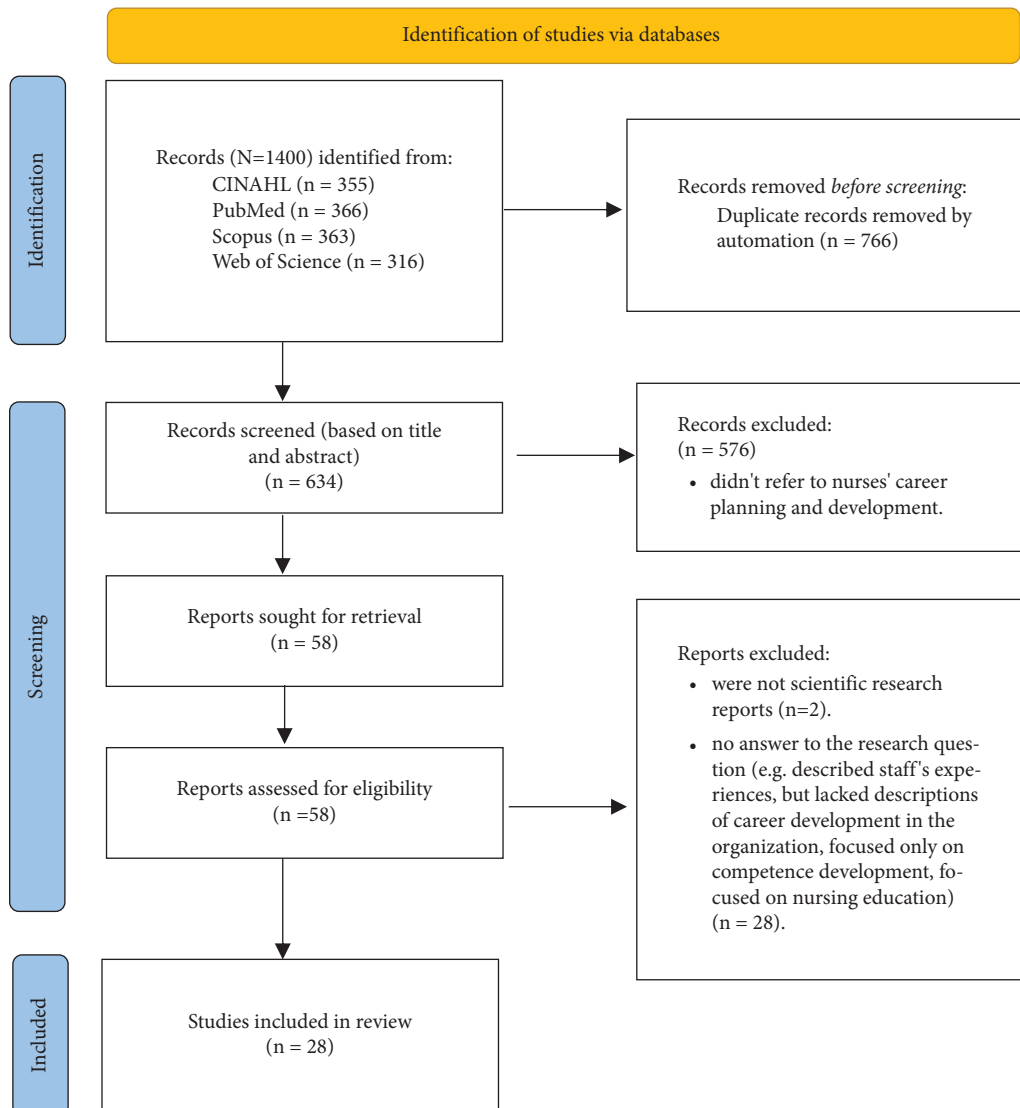 Identification of studies via databases
Identification
Records (N=1400) identified from:
CINAHL (n = 355)
PubMed (n = 366)
Scopus (n = 363)
Web of Science (n = 316)
Records removed before screening:
Duplicate records removed by
automation (n = 766)
Screening
Records screened (based on title
and abstract)
(n = 634)
Records excluded:
(n = 576)
• didn't refer to nurses' career
planning and development.
Reports sought for retrieval
(n = 58)
Reports assessed for eligibility
(n =58)
Reports excluded:
• were not scientific research
reports (n=2).
• no answer to the research ques-
tion (e.g. described staff's expe-
riences, but lacked descriptions
of career development in the
organization, focused only on
competence development, fo-
cused on nursing education)
(n = 28).
Included
Studies included in review
(n = 28)